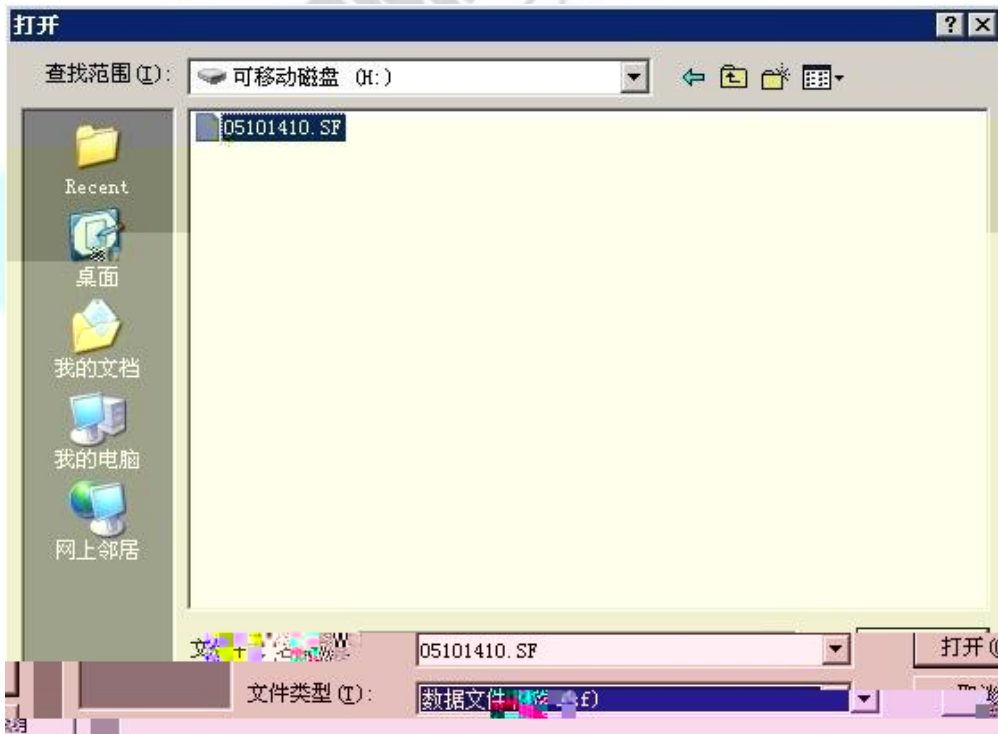 打开
查找范围(I):
可移动磁盘 (H:)
05101410.SF
Recent
桌面
我的文档
我的电脑
网上邻居
05101410.SF
打开(
文件类型(T):
数据文件